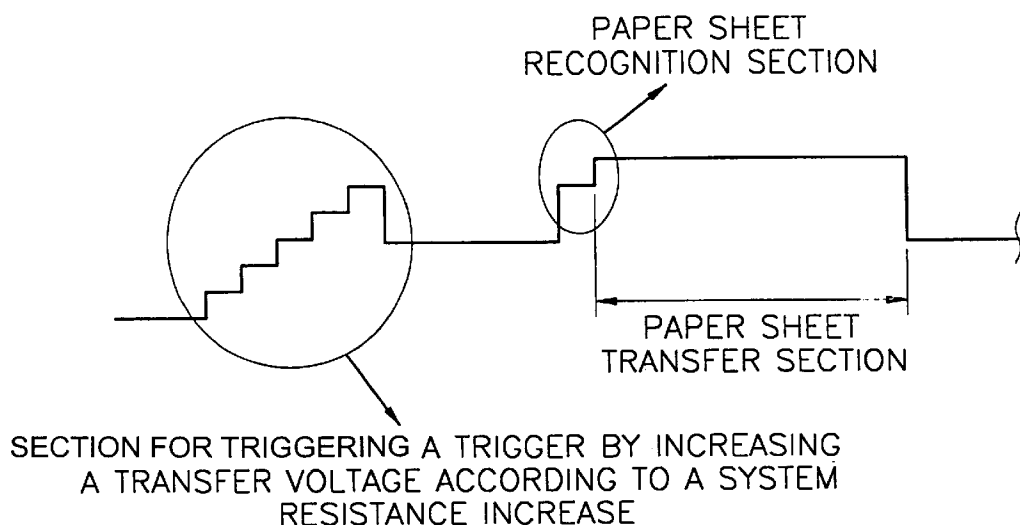 PAPER SHEET
RECOGNITION SECTION
PAPER SHEET
TRANSFER SECTION
SECTION FOR TRIGGERING A TRIGGER BY INCREASING
A TRANSFER VOLTAGE ACCORDING TO A SYSTEM
RESISTANCE INCREASE